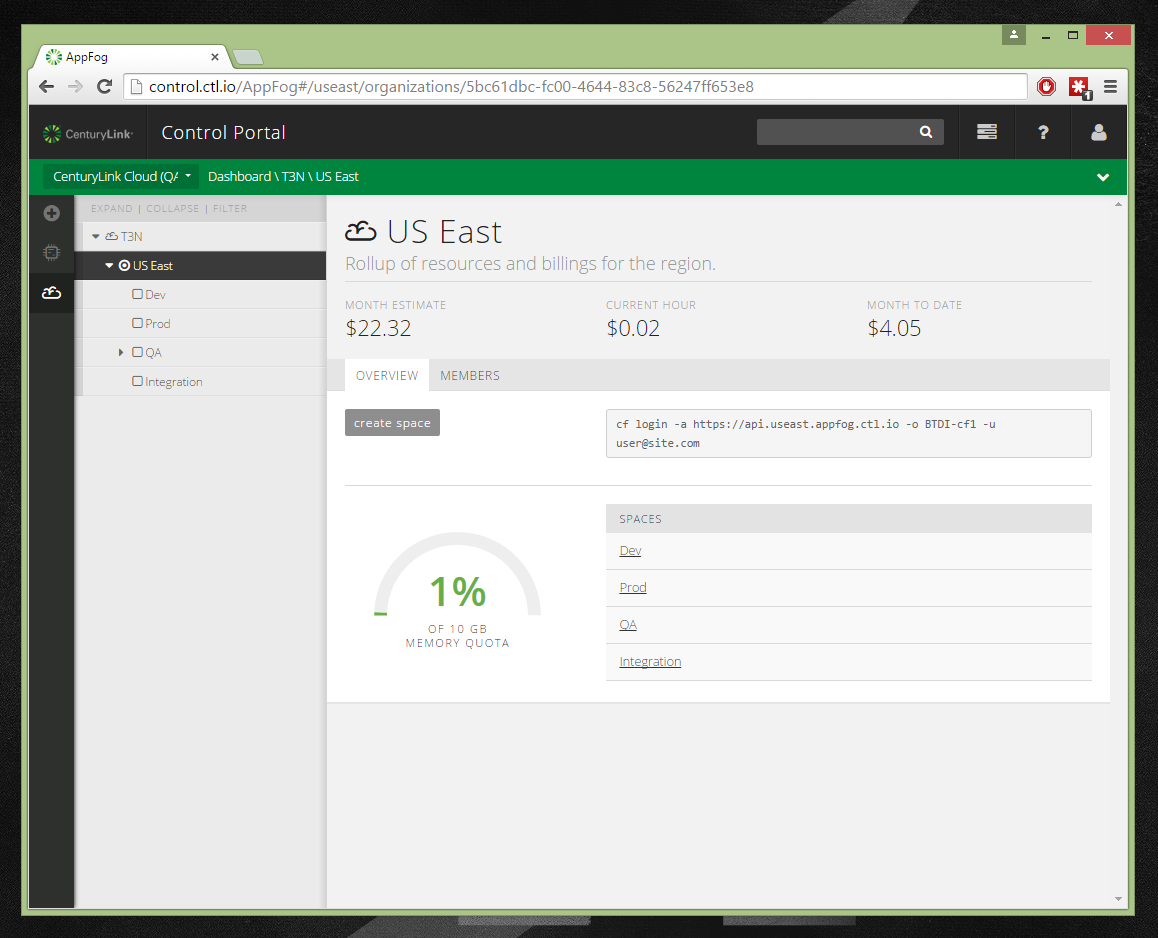 AppFog
control.ctl.io/AppFog#/useast/organizations/5bc61dbc-fc00-4644-83c8-56247ff653e8
1
CenturyLink
Control Portal
?
CenturyLink Cloud (QA
Dashboard \ T3N \ US East
EXPAND | COLLAPSE | FILTER
T3N
US East
Dev
Prod
QA
Integration
US East
Rollup of resources and billings for the region.
MONTH ESTIMATE
$22.32
CURRENT HOUR
$0.02
MONTH TO DATE
$4.05
OVERVIEW
MEMBERS
create space
cf login -a https://api.useast.appfog.ctl.io -o BTDI-cf1 -u
user@site.com
1%
OF 10 GB
MEMORY QUOTA
SPACES
Dev
Prod
QA
Integration